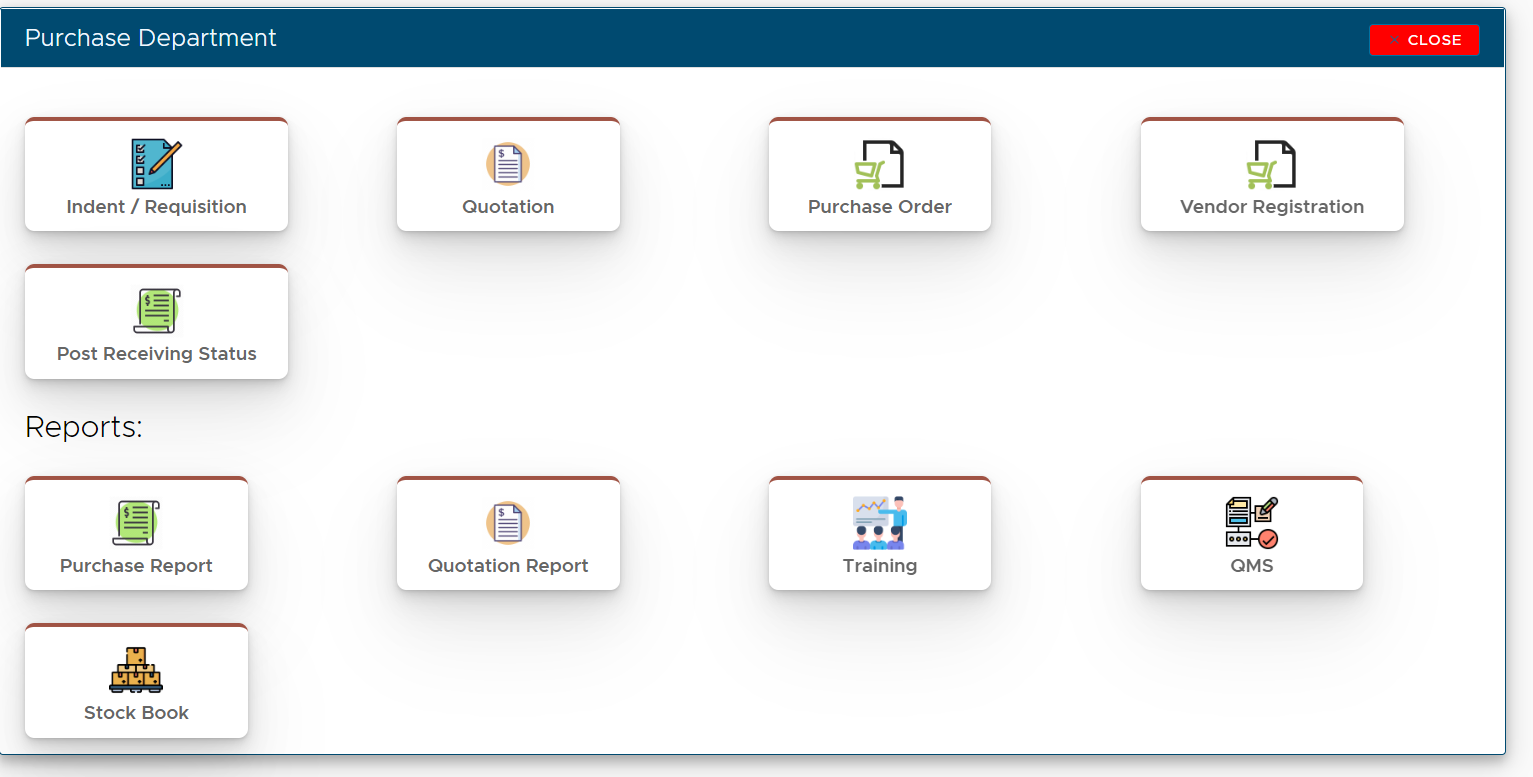 Purchase Department
× CLOSE
Indent / Requisition
Quotation
Purchase Order
Vendor Registration
Post Receiving Status
Reports:
Purchase Report
Quotation Report
Training
QMS
Stock Book